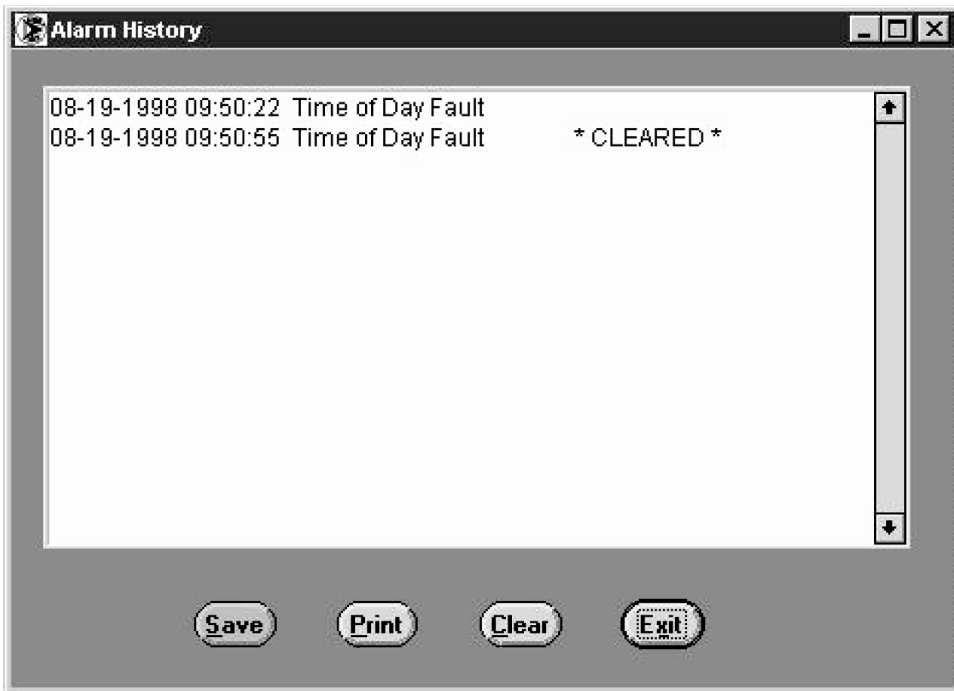 Alarm History
08-19-1998 09:50:22 Time of Day Fault
08-19-1998 09:50:55 Time of Day Fault * CLEARED *
Save Print Clear Exit